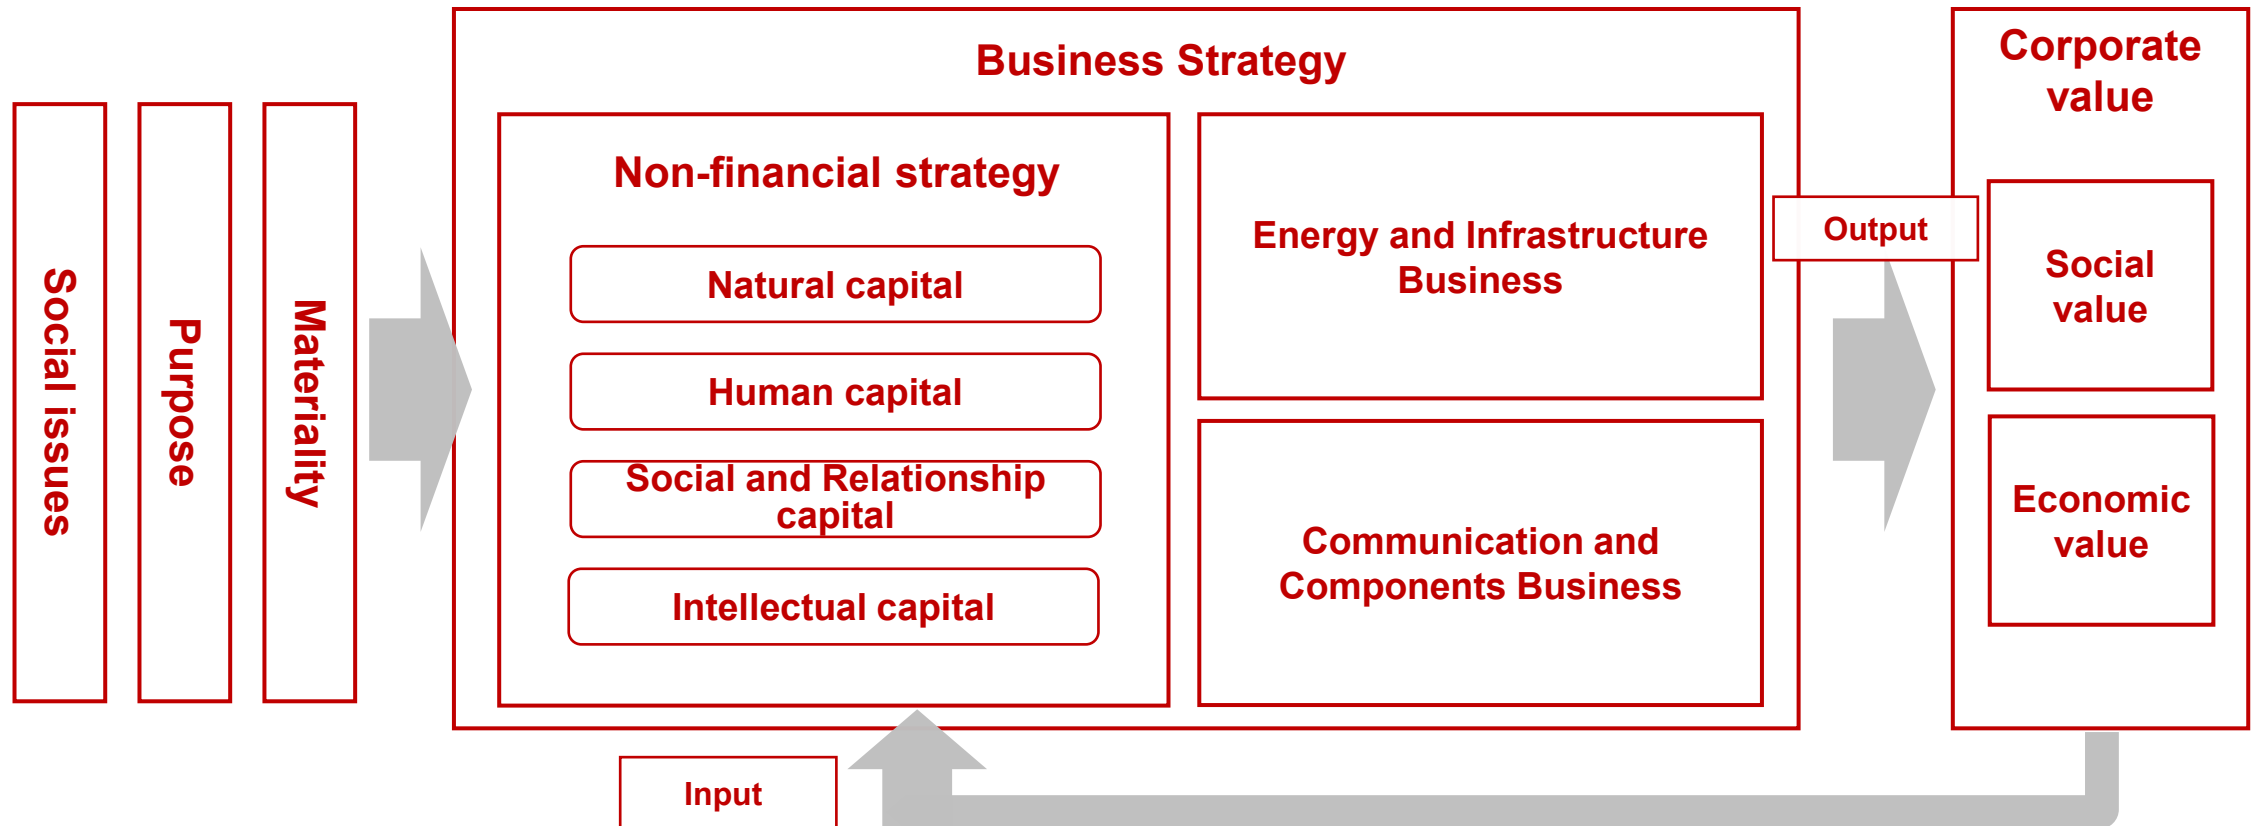 Social issues
Purpose
Materiality
Business Strategy
Non-financial strategy
Natural capital
Human capital
Social and Relationship
capital
Intellectual capital
Energy and Infrastructure
Business
Communication and
Components Business
Output
Corporate
value
Social
value
Economic
value
Input